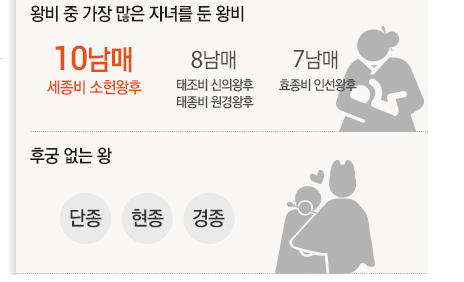 왕비 중 가장 많은 자녀를 둔 왕비
10남매 8남매 7남매
세종비 소헌왕후 태조비 신의왕후 효종비 인선왕후
태종비 원경왕후
후궁 없는 왕
단종 현종 경종